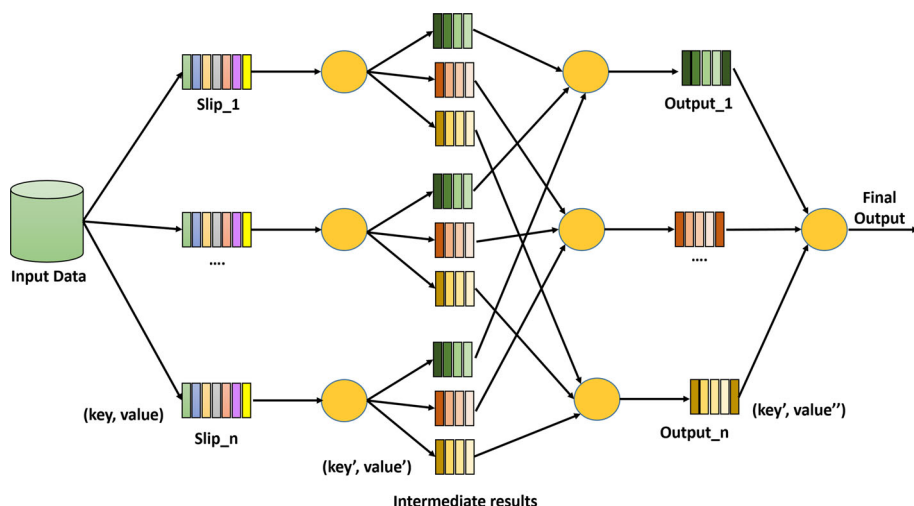 Slip_1
Output_1
Input Data
....
....
Final
Output
(key, value)
Slip_n
(key’, value’)
Output_n
(key’, value’’)
Intermediate results